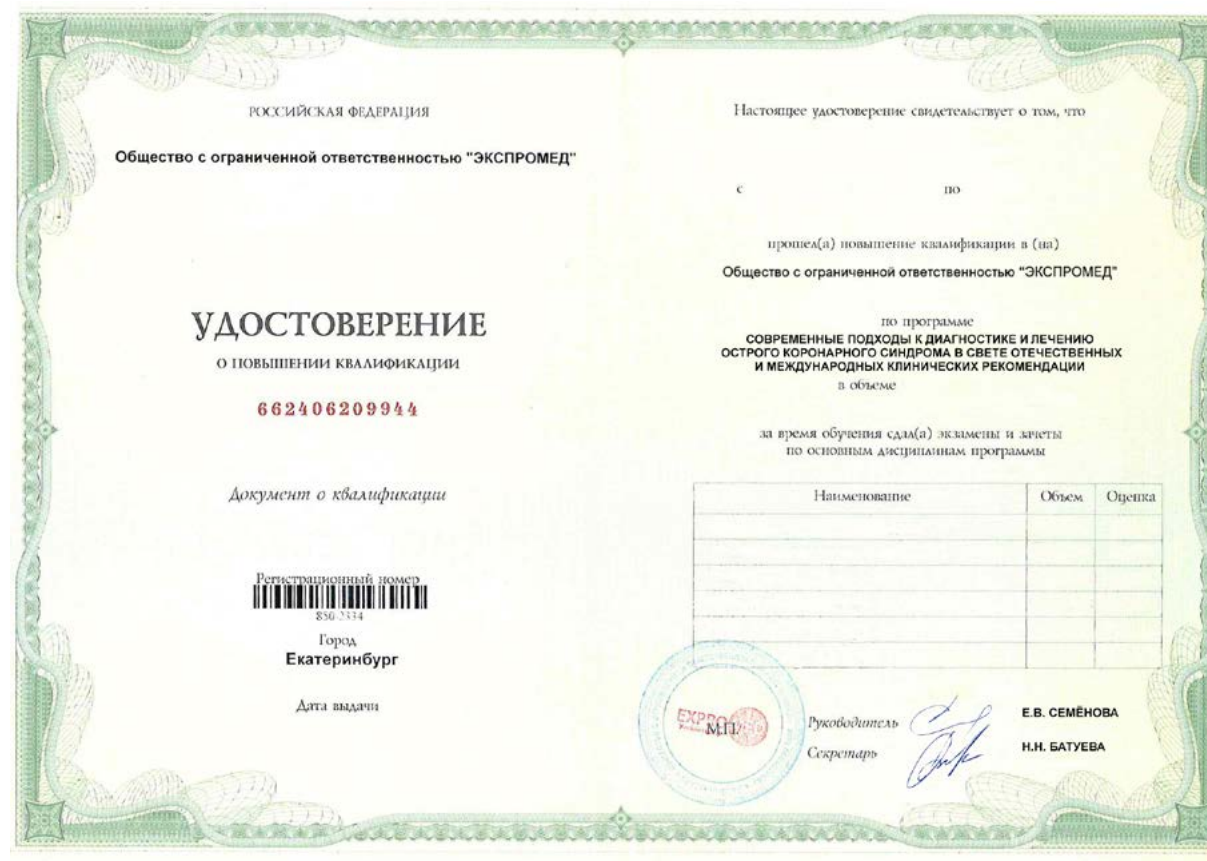 РОССИЙСКАЯ ФЕДЕРАЦИЯ
Общество с ограниченной ответственностью "ЭКСПРОМЕД"
УДОСТОВЕРЕНИЕ
О ПОВЫШЕНИИ КВАЛИФИКАЦИИ
662406209944
Документ о квалификации
Регистрационный номер
850-2334
Город
Екатеринбург
Дата выдачи
Настоящее удостоверение свидетельствует о том, что
с по
прошел(а) повышение квалификации в (на)
Общество с ограниченной ответственностью "ЭКСПРОМЕД"
по программе
СОВРЕМЕННЫЕ ПОДХОДЫ К ДИАГНОСТИКЕ И ЛЕЧЕНИЮ
ОСТРОГО КОРОНАРНОГО СИНДРОМА В СВЕТЕ ОТЕЧЕСТВЕННЫХ
И МЕЖДУНАРОДНЫХ КЛИНИЧЕСКИХ РЕКОМЕНДАЦИИ
в объеме
за время обучения сдал(а) экзамены и зачеты
по основным дисциплинам программы
Наименование Объем Оценка
М.П.
Руководитель Е.В. СЕМЁНОВА
Секретарь Н.Н. БАТУЕВА